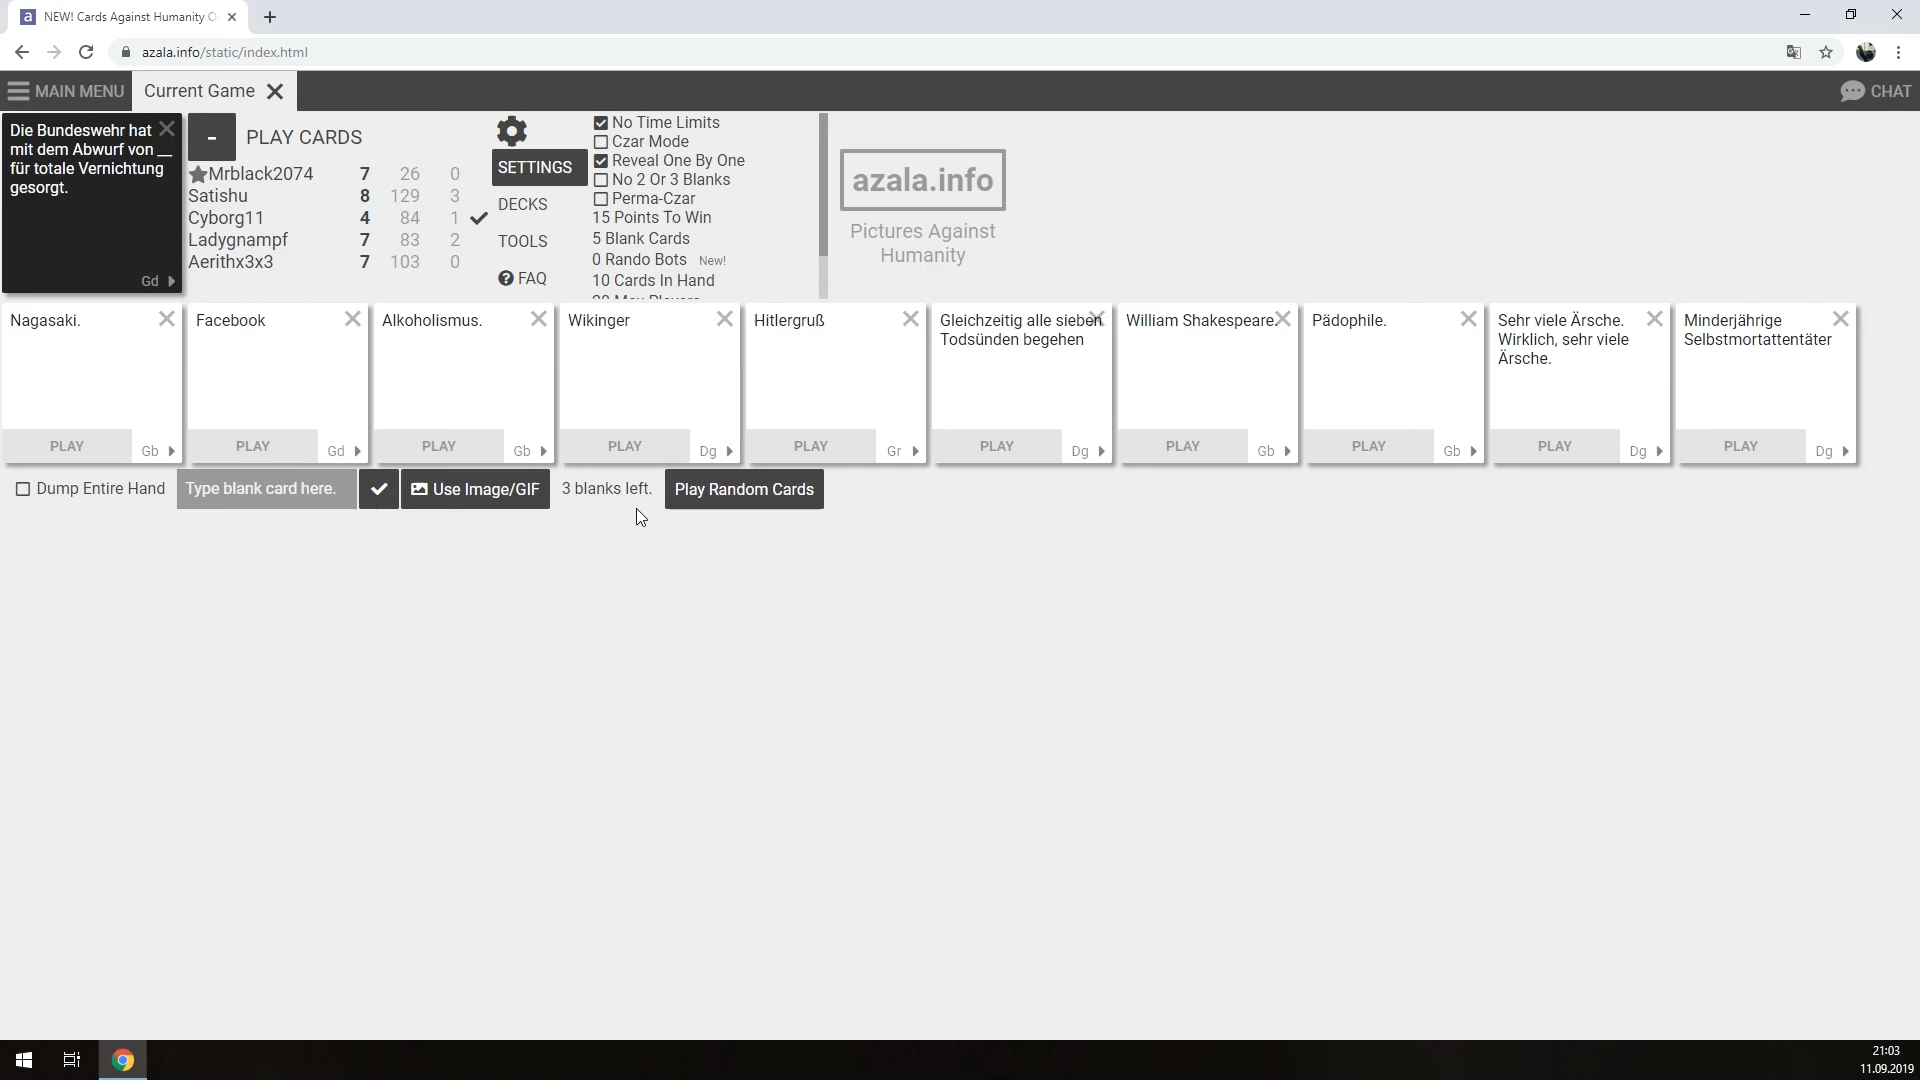 NEW! Cards Against Humanity O
azala.info/static/index.html
MAIN MENU
Current Game
CHAT
Die Bundeswehr hat
mit dem Abwurf von __
für totale Vernichtung
gesorgt.
Gd
-
PLAY CARDS
Mrblack2074 7 26 0
Satishu 8 129 3
Cyborg11 4 84 1
Ladygnampf 7 83 2
Aerithx3x3 7 103 0
SETTINGS
DECKS
TOOLS
FAQ
No Time Limits
Czar Mode
Reveal One By One
No 2 Or 3 Blanks
Perma-Czar
15 Points To Win
5 Blank Cards
0 Rando Bots New!
10 Cards In Hand
20 Max Players
azala.info
Pictures Against
Humanity
Nagasaki.
PLAY
Gb
Facebook
PLAY
Gd
Alkoholismus.
PLAY
Gb
Wikinger
PLAY
Dg
Hitlergruß
PLAY
Gr
Gleichzeitig alle sieben
Todsünden begehen
PLAY
Dg
William Shakespeare.
PLAY
Gb
Pädophile.
PLAY
Gb
Sehr viele Ärsche.
Wirklich, sehr viele
Ärsche.
PLAY
Dg
Minderjährige
Selbstmortattentäter
PLAY
Dg
Dump Entire Hand
Type blank card here.
Use Image/GIF
3 blanks left.
Play Random Cards
21:03
11.09.2019